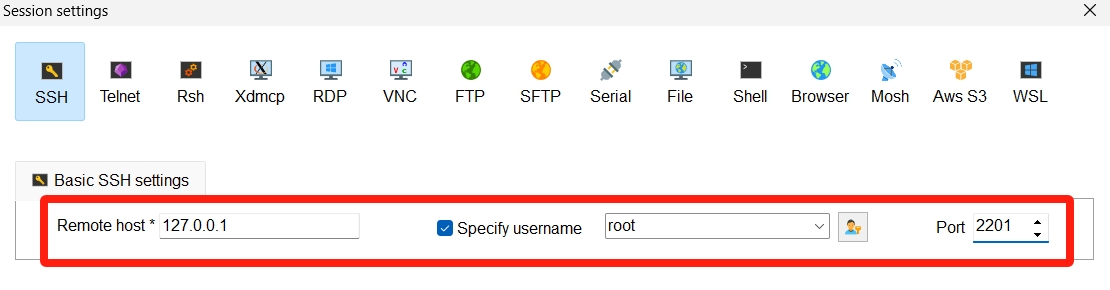 Session settings
SSH Telnet Rsh Xdmcp RDP VNC FTP SFTP Serial File Shell Browser Mosh Aws S3 WSL
Basic SSH settings
Remote host * 127.0.0.1 Specify username root Port 2201